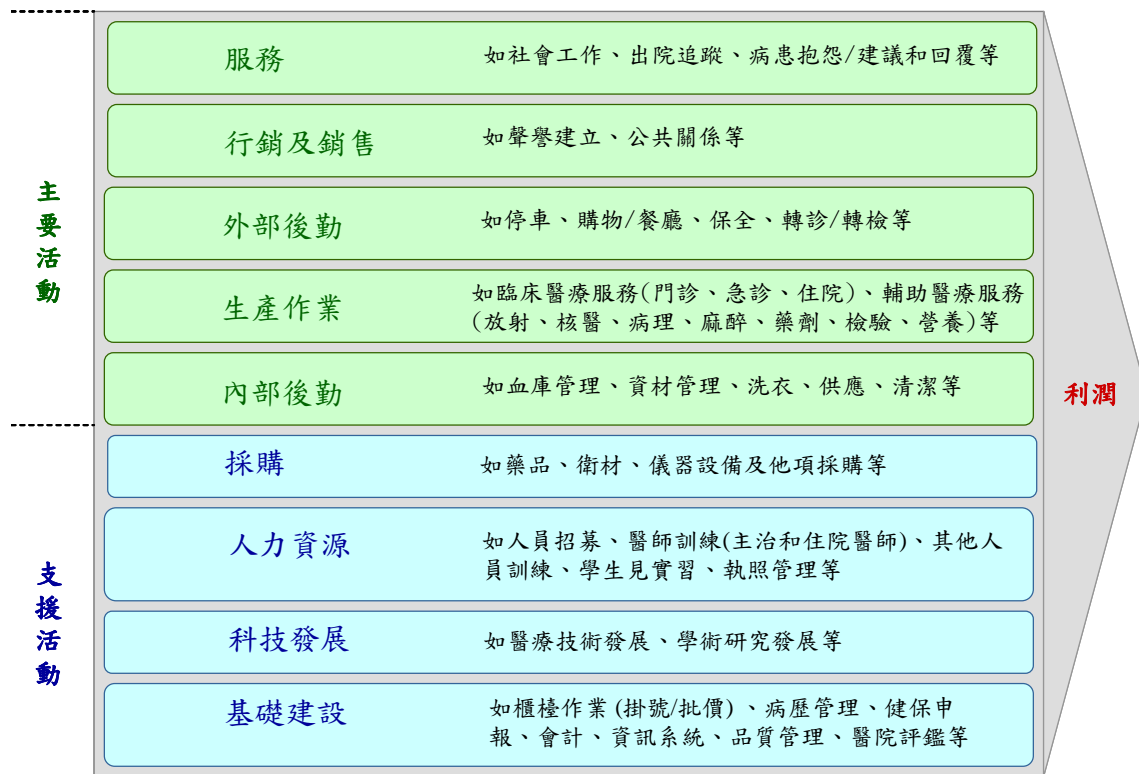 主要活動
服務
如社會工作、出院追蹤、病患抱怨/建議和回覆等
行銷及銷售
如聲譽建立、公共關係等
外部後勤
如停車、購物/餐廳、保全、轉診/轉檢等
生產作業
如臨床醫療服務(門診、急診、住院)、輔助醫療服務
(放射、核醫、病理、麻醉、藥劑、檢驗、營養)等
內部後勤
如血庫管理、資材管理、洗衣、供應、清潔等
利潤
支援活動
採購
如藥品、衛材、儀器設備及他項採購等
人力資源
如人員招募、醫師訓練(主治和住院醫師)、其他人
員訓練、學生見實習、執照管理等
科技發展
如醫療技術發展、學術研究發展等
基礎建設
如櫃檯作業 (掛號/批價) 、病歷管理、健保申
報、會計、資訊系統、品質管理、醫院評鑑等